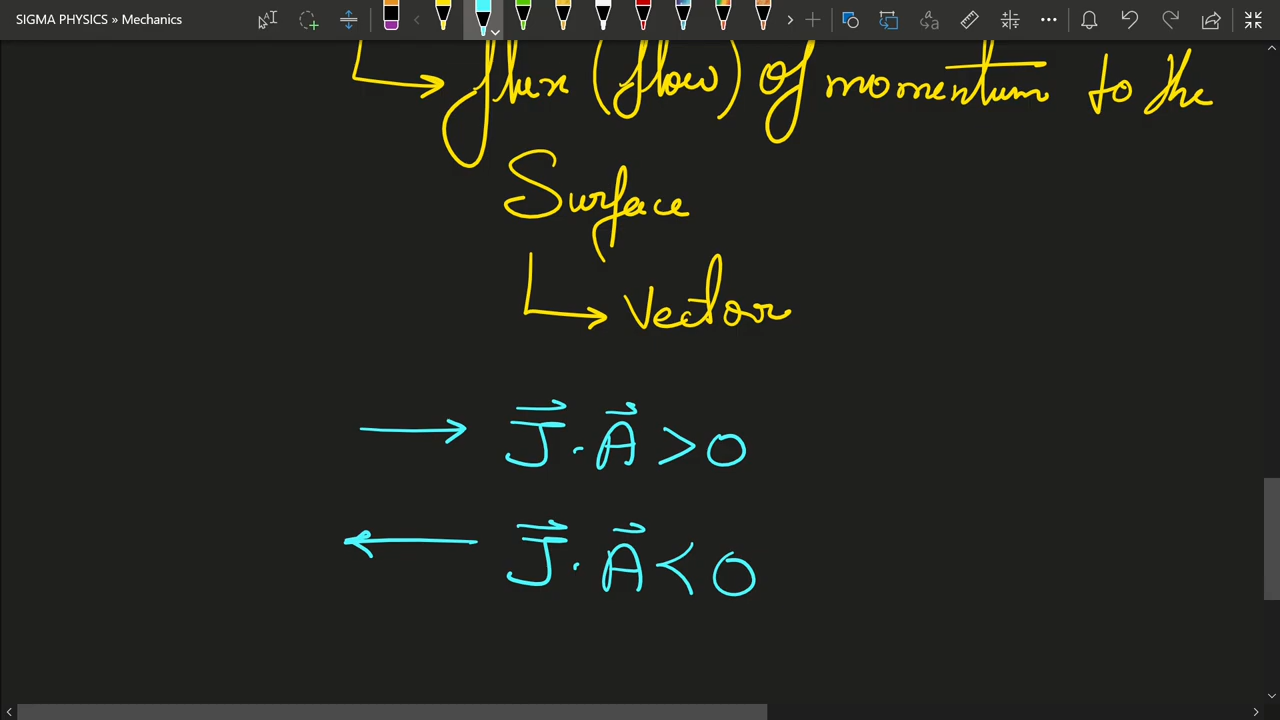 SIGMA PHYSICS » Mechanics
↳ flux (flow) of momentum to the
Surface
↳ Vector
→ J⃗ · A⃗ > 0
← J⃗ · A⃗ < 0